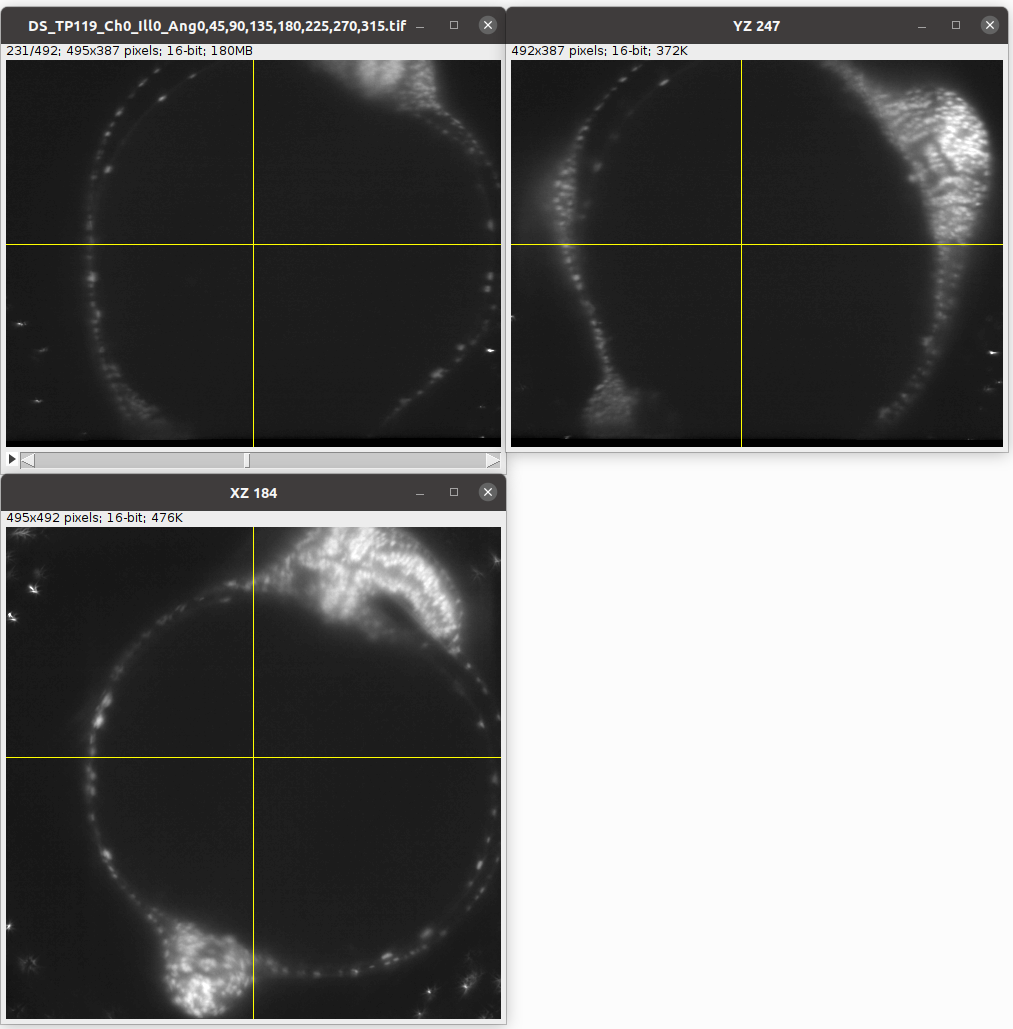 DS_TP119_Ch0_Ill0_Ang0,45,90,135,180,225,270,315.tif
231/492; 495x387 pixels; 16-bit; 180MB
YZ 247
492x387 pixels; 16-bit; 372K
XZ 184
495x492 pixels; 16-bit; 476K